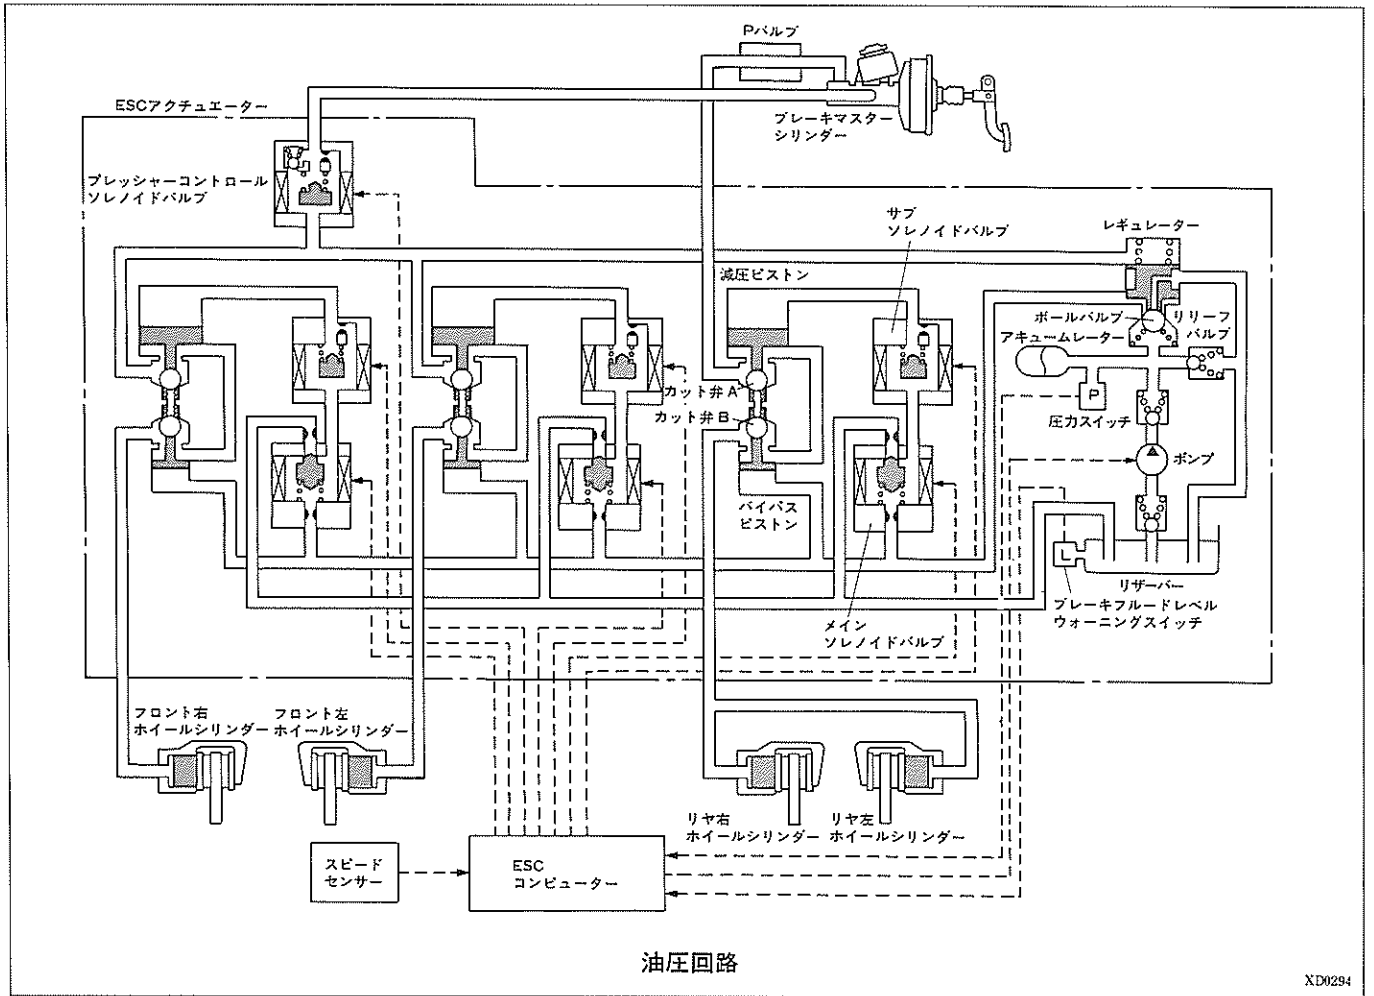 Pバルブ
ESCアクチュエーター
ブレーキマスター
シリンダー
プレッシャーコントロール
ソレノイドバルブ
サブ
ソレノイドバルブ
レギュレーター
減圧ピストン
ボールバルブ
リリーフ
バルブ
アキュームレーター
カット弁A
P
カット弁B
圧力スイッチ
ポンプ
バイパス
ピストン
L
リザーバー
ブレーキフルードレベル
ウォーニングスイッチ
メイン
ソレノイドバルブ
フロント右
ホイールシリンダー
フロント左
ホイールシリンダー
リヤ右
ホイールシリンダー
リヤ左
ホイールシリンダー
スピード
センサー
ESC
コンピューター
油圧回路
XD0294